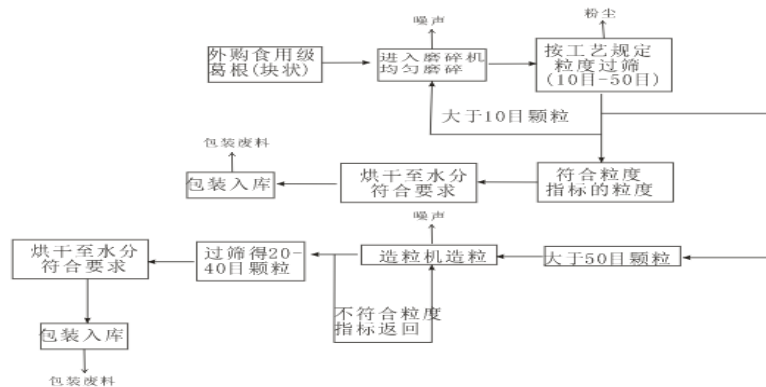 噪声
粉尘
外购食用级
葛根(块状)
进入磨碎机
均匀磨碎
按工艺规定
粒度过筛
(10目-50目)
大于10目颗粒
包装废料
包装入库
烘干至水分
符合要求
符合粒度
指标的粒度
噪声
烘干至水分
符合要求
过筛得20-
40目颗粒
造粒机造粒
大于50目颗粒
不符合粒度
指标返回
包装入库
包装废料